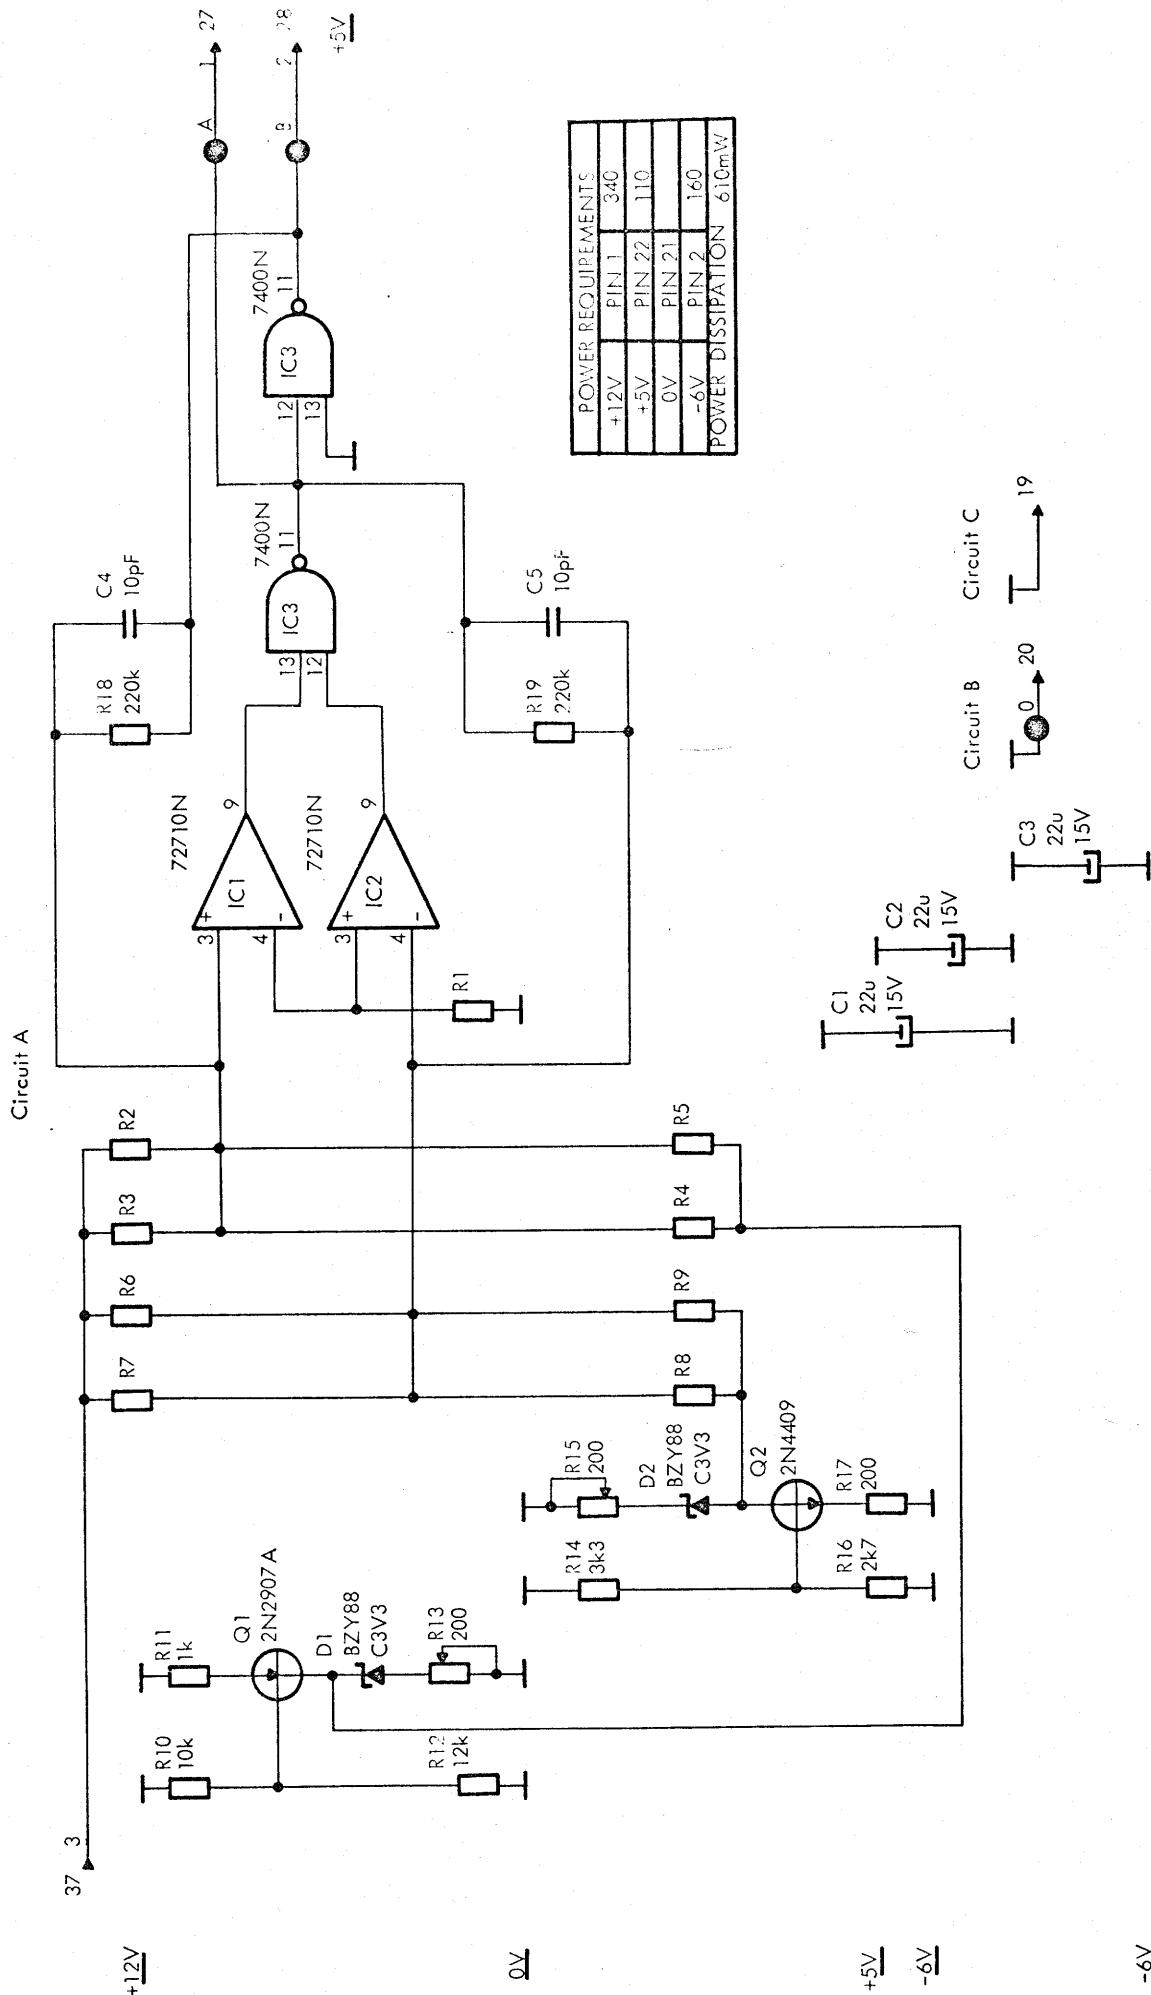 Circuit A
37 3
+12V
0V
+5V
-6V
-6V
R10
10k
R11
1k
Q1
2N2907A
D1
BZY88
C3V3
R12
12k
R13
200
R14
3k3
R15
200
D2
BZY88
C3V3
Q2
2N4409
R16
2k7
R17
200
R7
R6
R3
R2
R8
R9
R4
R5
R1
72710N
3 +
IC1
4 -
9
72710N
3 +
IC2
4 -
9
R18
220k
C4
10pF
R19
220k
C5
10pF
7400N
13
12
IC3
11
7400N
12
13
IC3
11
A 1 27
B 2 28
+5V
POWER REQUIREMENTS
+12V PIN 1 340
+5V PIN 22 110
0V PIN 21
-6V PIN 2 160
POWER DISSIPATION 610mW
C1
22u
15V
C2
22u
15V
C3
22u
15V
Circuit B
0 20
Circuit C
19